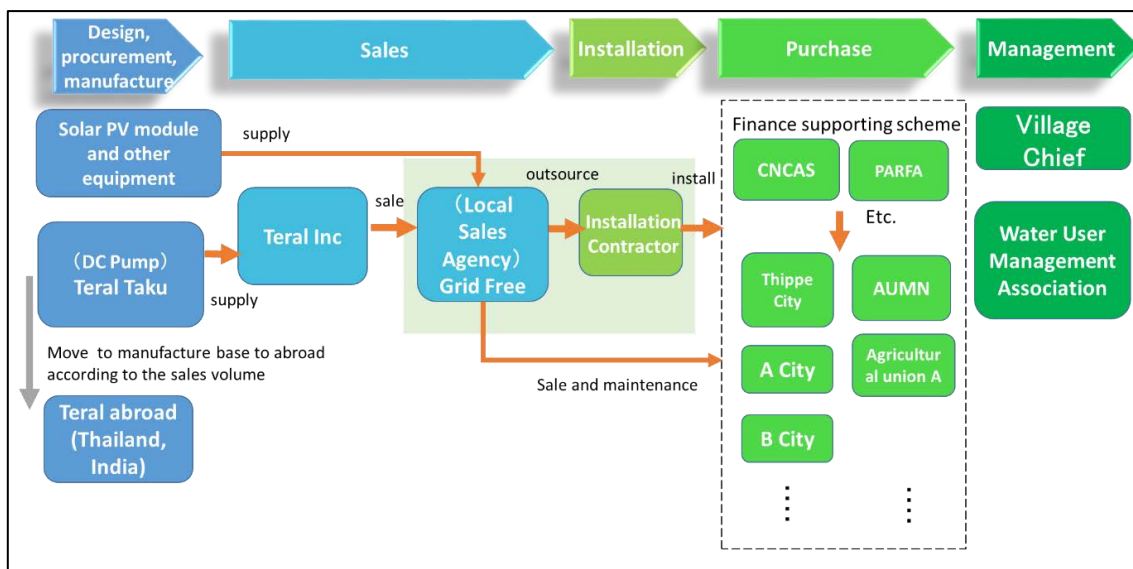 Design,
procurement,
manufacture
Sales
Installation
Purchase
Management
Solar PV module
and other
equipment
supply
(DC Pump)
Teral Taku
supply
Teral Inc
sale
（Local
Sales
Agency）
Grid Free
outsource
Installation
Contractor
install
Sale and maintenance
Move to manufacture base to abroad
according to the sales volume
Teral abroad
(Thailand,
India)
Finance supporting scheme
CNCAS
PARFA
Etc.
Thippe
City
AUMN
A City
Agricultur
al union A
B City
Village
Chief
Water User
Management
Association